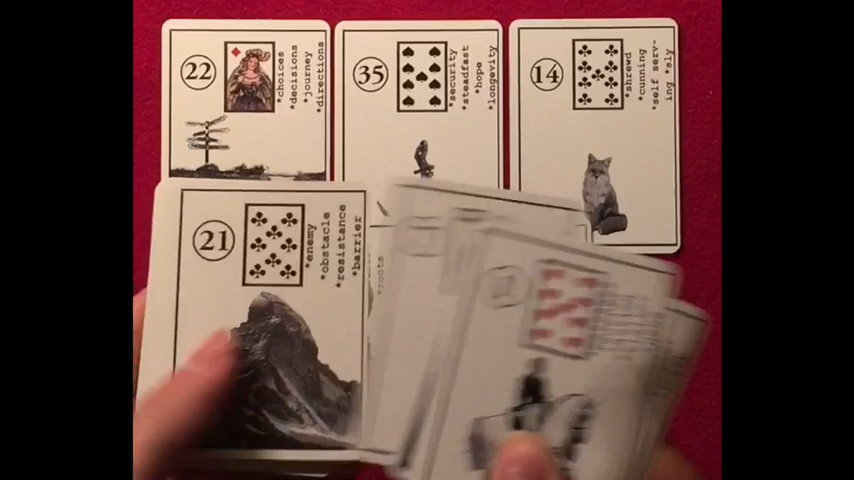 22
*choices
*decisions
*journey
*directions
35
*security
*steadfast
*hope
*longevity
14
*shrewd
*cunning
*self serv-
ing *sly
21
*enemy
*obstacle
*resistance
*barrier
*roots